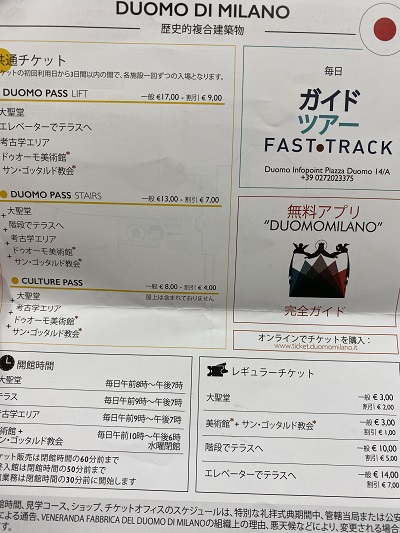 DUOMO DI MILANO
歴史的複合建築物
共通チケット
ケットの初回利用日から3日間以内の間で、各施設一回ずつの入場となります。
DUOMO PASS LIFT 一般 €17,00 - 割引 € 9,00
大聖堂
エレベーターでテラスへ
考古学エリア
ドゥオーモ美術館*
サン・ゴッタルド教会*
DUOMO PASS STAIRS 一般 €13,00 - 割引 € 7,00
大聖堂
階段でテラスへ
考古学エリア
ドゥオーモ美術館*
サン・ゴッタルド教会*
CULTURE PASS 一般 € 8,00 - 割引 € 4,00
屋上は含まれておりません
大聖堂
考古学エリア
ドゥオーモ美術館*
サン・ゴッタルド教会*
毎日
ガイド
ツアー
FAST•TRACK
Duomo Infopoint Piazza Duomo 14/A
+39 0272023375
無料アプリ
"DUOMOMILANO"
完全ガイド
オンラインでチケットを購入：
www.ticket.duomomilano.it
開館時間
大聖堂 毎日午前8時〜午後7時
テラス 毎日午前9時〜午後7時
考古学エリア 毎日午前9時〜午後7時
美術館 + 毎日午前10時〜午後6時
サン・ゴッタルド教会 水曜閉館
ケット販売は閉館時間の60分前まで
終入館は閉館時間の50分前まで
館業務は閉館時間の30分前に開始します
レギュラーチケット
大聖堂 一般 € 3,00
割引 € 2,00
美術館* + サン・ゴッタルド教会* 一般 € 3,00
割引 € 1,00
階段でテラスへ 一般 € 10,00
割引 € 5,00
エレベーターでテラスへ 一般 € 14,00
割引 € 7,00
館時間、見学コース、ショップ、チケットオフィスのスケジュールは、特別な礼拝式典期間中、管轄当局または公安
による通告、VENERANDA FABBRICA DEL DUOMO DI MILANOの組織上の理由、悪天候などにより、変更される場合
す。